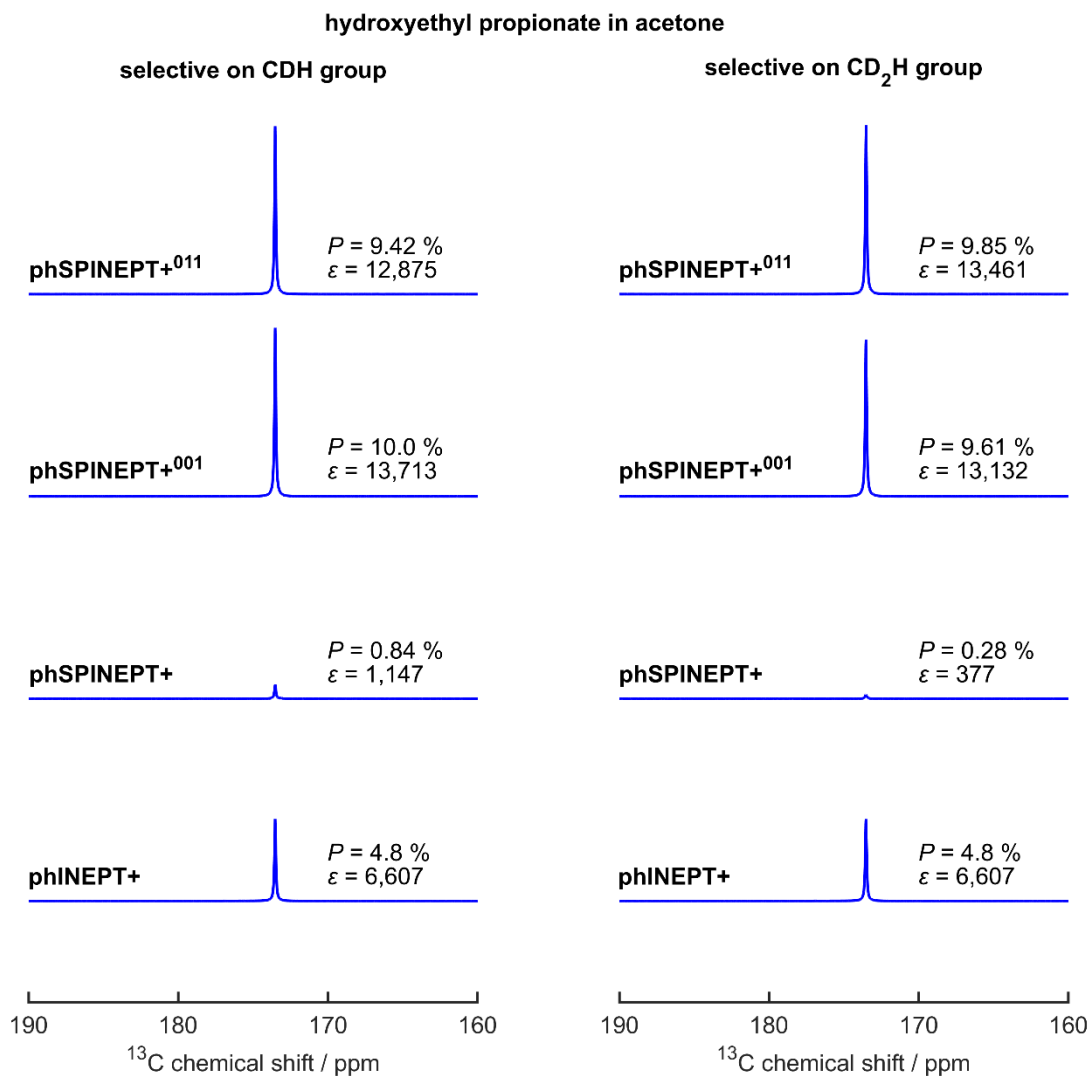 hydroxyethyl propionate in acetone
selective on CDH group
phSPINEPT+⁰¹¹
P = 9.42 %
ε = 12,875
phSPINEPT+⁰⁰¹
P = 10.0 %
ε = 13,713
phSPINEPT+
P = 0.84 %
ε = 1,147
phINEPT+
P = 4.8 %
ε = 6,607
190 180 170 160
¹³C chemical shift / ppm
selective on CD₂H group
phSPINEPT+⁰¹¹
P = 9.85 %
ε = 13,461
phSPINEPT+⁰⁰¹
P = 9.61 %
ε = 13,132
phSPINEPT+
P = 0.28 %
ε = 377
phINEPT+
P = 4.8 %
ε = 6,607
190 180 170 160
¹³C chemical shift / ppm